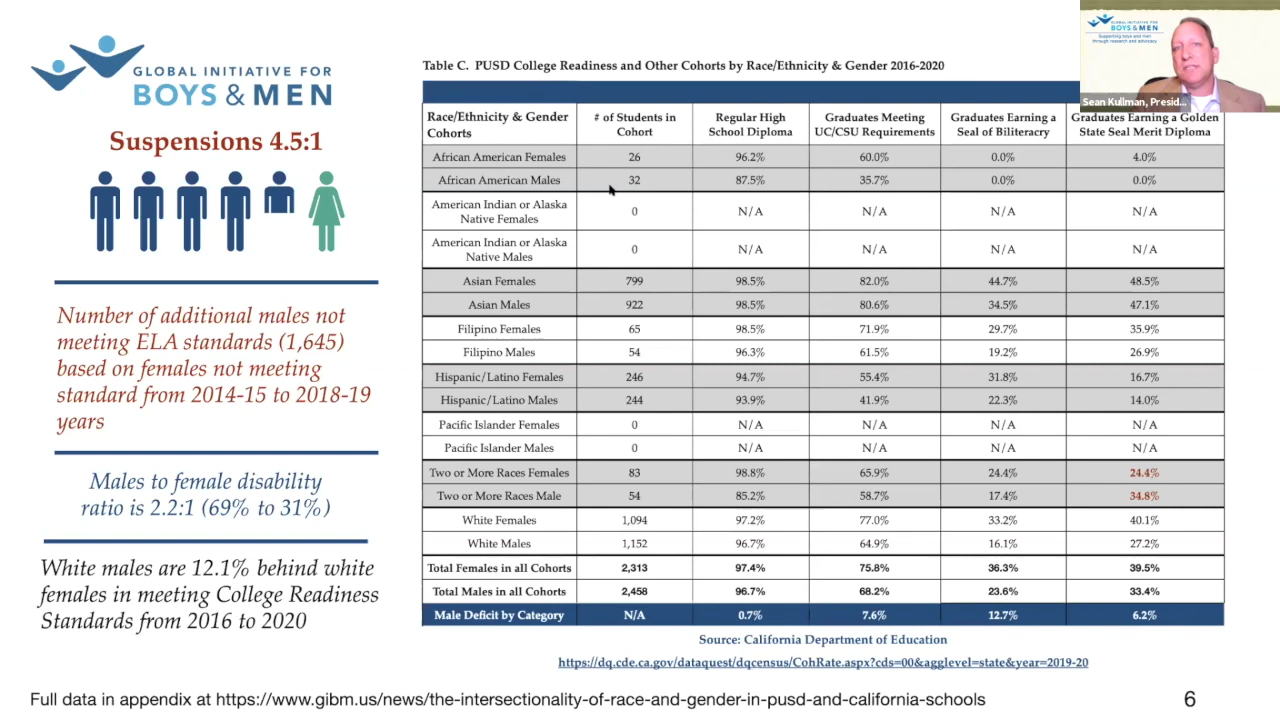 GLOBAL INITIATIVE FOR
BOYS & MEN
Suspensions 4.5:1
Number of additional males not
meeting ELA standards (1,645)
based on females not meeting
standard from 2014-15 to 2018-19
years
Males to female disability
ratio is 2.2:1 (69% to 31%)
White males are 12.1% behind white
females in meeting College Readiness
Standards from 2016 to 2020
Table C. PUSD College Readiness and Other Cohorts by Race/Ethnicity & Gender 2016-2020
GLOBAL INITIATIVE FOR
BOYS & MEN
Supporting boys and men
through research and advocacy
Sean Kullman, Presid...
Race/Ethnicity & Gender Cohorts | # of Students in Cohort | Regular High School Diploma | Graduates Meeting UC/CSU Requirements | Graduates Earning a Seal of Biliteracy | Graduates Earning a Golden State Seal Merit Diploma
African American Females 26 96.2% 60.0% 0.0% 4.0%
African American Males 32 87.5% 35.7% 0.0% 0.0%
American Indian or Alaska Native Females 0 N/A N/A N/A N/A
American Indian or Alaska Native Males 0 N/A N/A N/A N/A
Asian Females 799 98.5% 82.0% 44.7% 48.5%
Asian Males 922 98.5% 80.6% 34.5% 47.1%
Filipino Females 65 98.5% 71.9% 29.7% 35.9%
Filipino Males 54 96.3% 61.5% 19.2% 26.9%
Hispanic/Latino Females 246 94.7% 55.4% 31.8% 16.7%
Hispanic/Latino Males 244 93.9% 41.9% 22.3% 14.0%
Pacific Islander Females 0 N/A N/A N/A N/A
Pacific Islander Males 0 N/A N/A N/A N/A
Two or More Races Females 83 98.8% 65.9% 24.4% 24.4%
Two or More Races Male 54 85.2% 58.7% 17.4% 34.8%
White Females 1,094 97.2% 77.0% 33.2% 40.1%
White Males 1,152 96.7% 64.9% 16.1% 27.2%
Total Females in all Cohorts 2,313 97.4% 75.8% 36.3% 39.5%
Total Males in all Cohorts 2,458 96.7% 68.2% 23.6% 33.4%
Male Deficit by Category N/A 0.7% 7.6% 12.7% 6.2%
Source: California Department of Education
https://dq.cde.ca.gov/dataquest/dqcensus/CohRate.aspx?cds=00&agglevel=state&year=2019-20
Full data in appendix at https://www.gibm.us/news/the-intersectionality-of-race-and-gender-in-pusd-and-california-schools
6